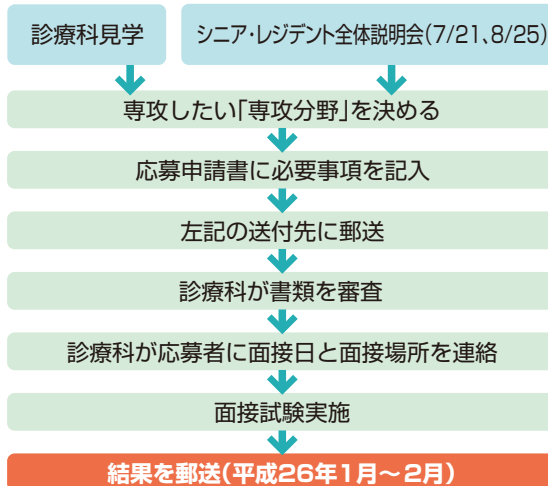 診療科見学
シニア・レジデント全体説明会(7/21、8/25)
専攻したい「専攻分野」を決める
応募申請書に必要事項を記入
左記の送付先に郵送
診療科が書類を審査
診療科が応募者に面接日と面接場所を連絡
面接試験実施
結果を郵送(平成26年1月～2月)